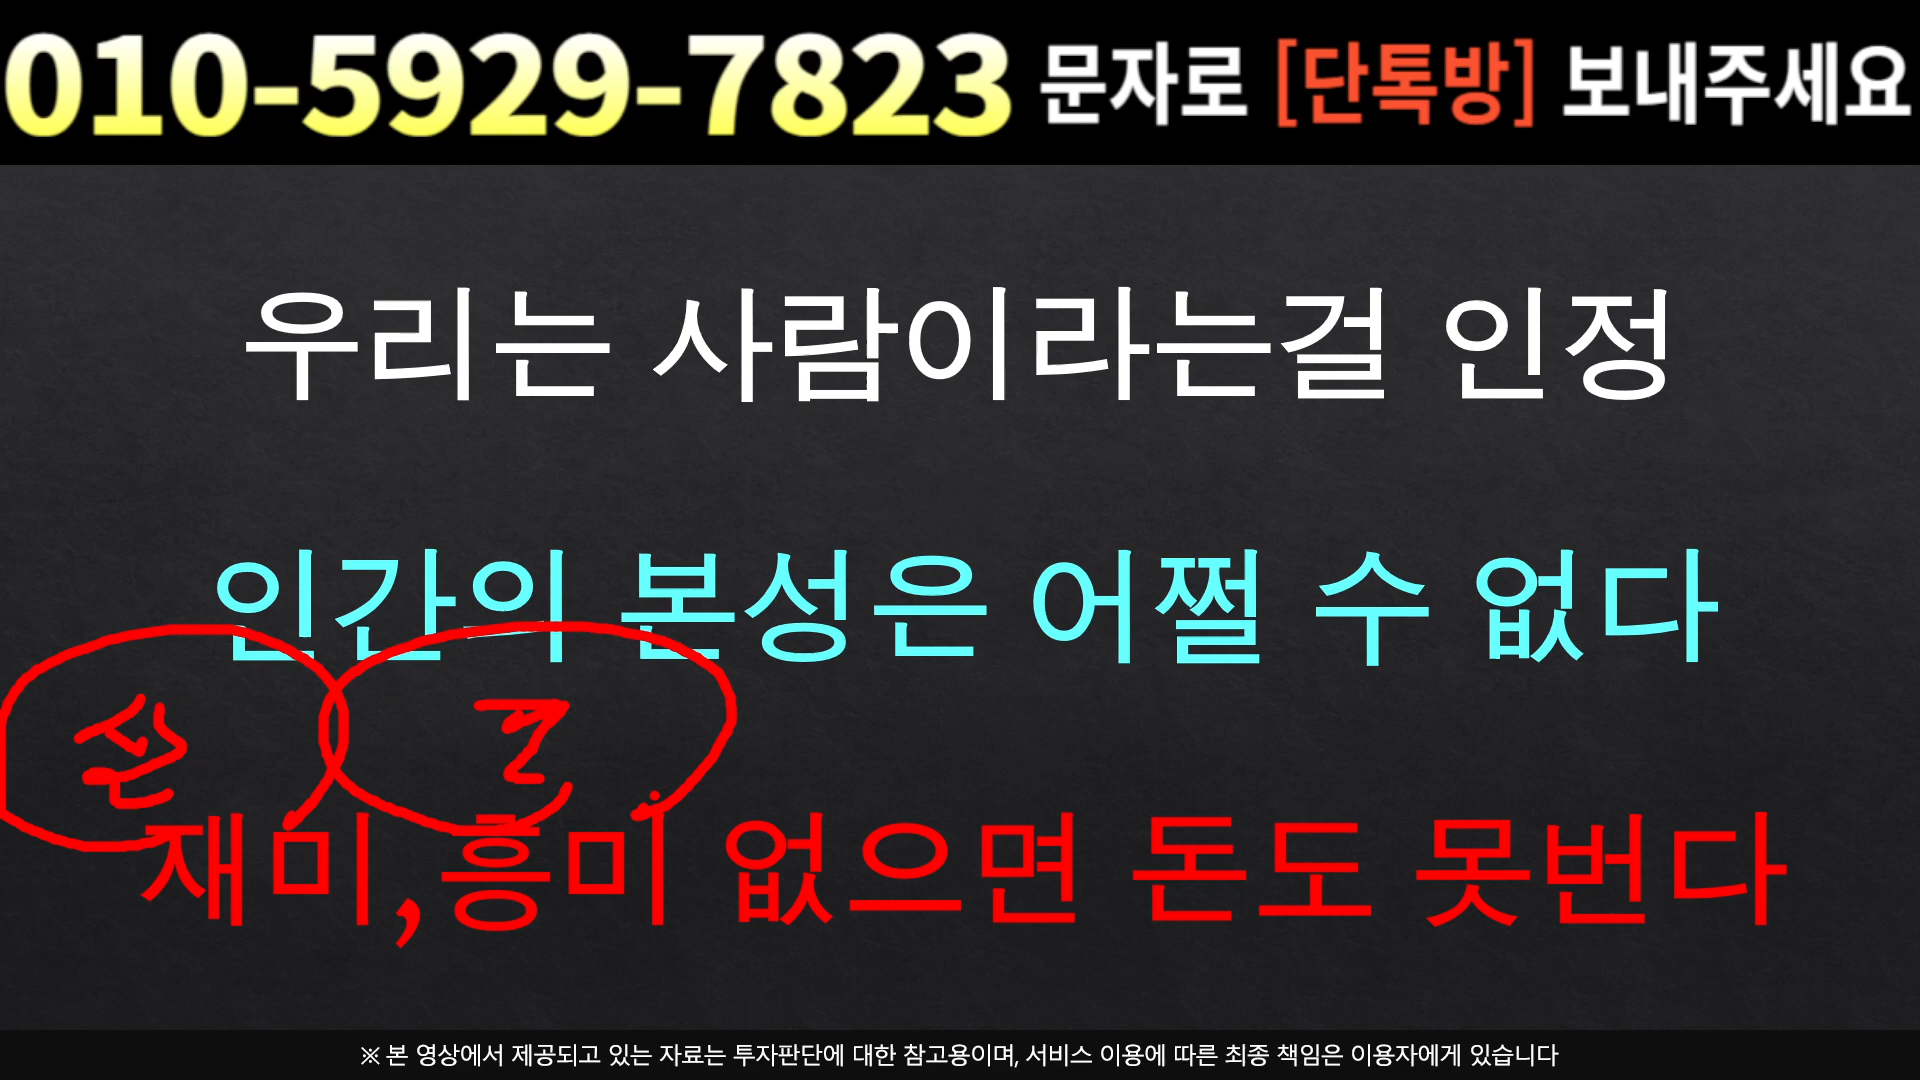 010-5929-7823 문자로 [단톡방] 보내주세요
우리는 사람이라는걸 인정
인간의 본성은 어쩔 수 없다
재미,흥미 없으면 돈도 못번다
※ 본 영상에서 제공되고 있는 자료는 투자판단에 대한 참고용이며, 서비스 이용에 따른 최종 책임은 이용자에게 있습니다